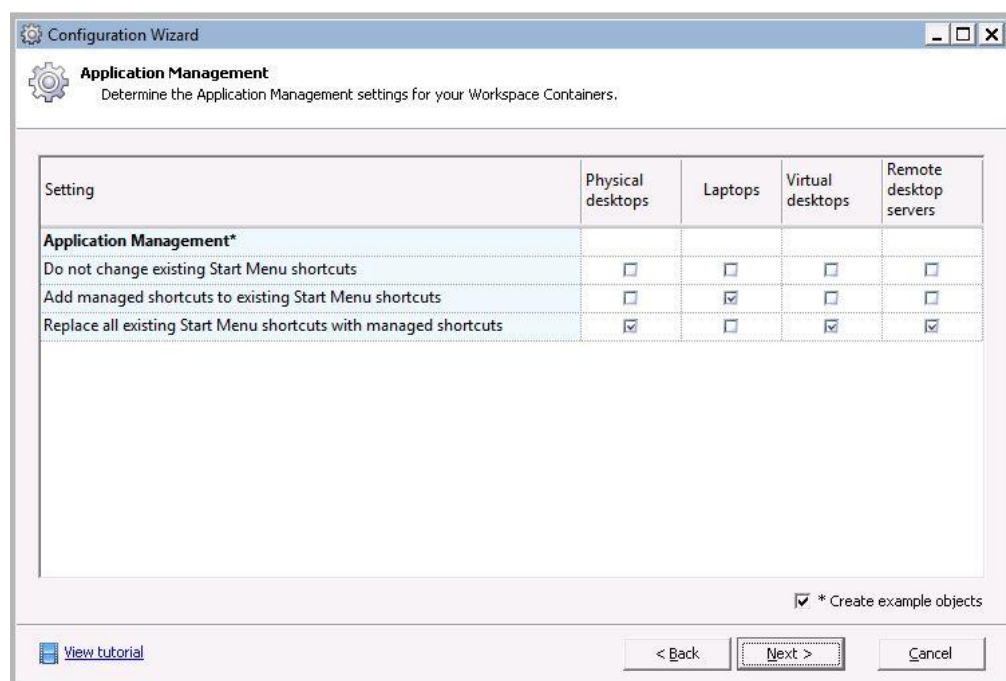 Configuration Wizard
Application Management
Determine the Application Management settings for your Workspace Containers.
Setting
Physical
desktops
Laptops
Virtual
desktops
Remote
desktop
servers
Application Management*
Do not change existing Start Menu shortcuts
Add managed shortcuts to existing Start Menu shortcuts
Replace all existing Start Menu shortcuts with managed shortcuts
* Create example objects
View tutorial
< Back
Next >
Cancel